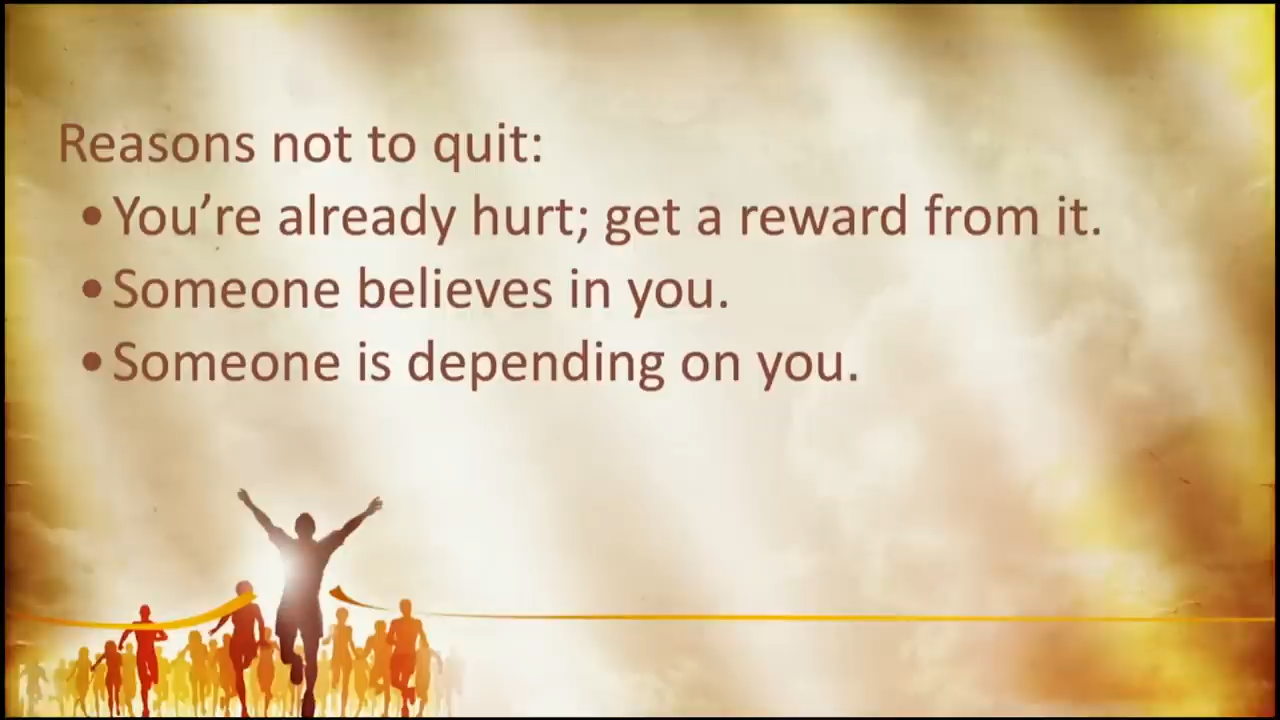 Reasons not to quit:
•You’re already hurt; get a reward from it.
•Someone believes in you.
•Someone is depending on you.